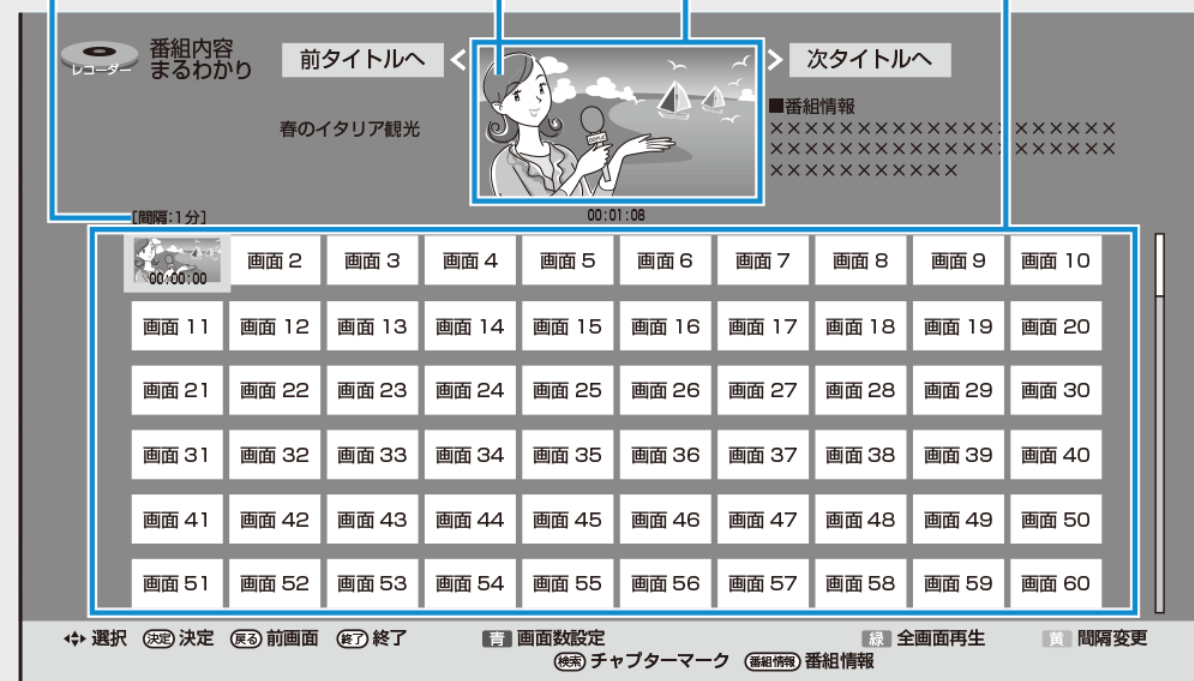 レコーダー
番組内容
まるわかり
前タイトルへ
次タイトルへ
春のイタリア観光
■番組情報
×××××××××××××××××××××××
×××××××××××××××××××××××
××××××××××××
[間隔:1分]
00:01:08
00:00:00 画面 2 画面 3 画面 4 画面 5 画面 6 画面 7 画面 8 画面 9 画面 10
画面 11 画面 12 画面 13 画面 14 画面 15 画面 16 画面 17 画面 18 画面 19 画面 20
画面 21 画面 22 画面 23 画面 24 画面 25 画面 26 画面 27 画面 28 画面 29 画面 30
画面 31 画面 32 画面 33 画面 34 画面 35 画面 36 画面 37 画面 38 画面 39 画面 40
画面 41 画面 42 画面 43 画面 44 画面 45 画面 46 画面 47 画面 48 画面 49 画面 50
画面 51 画面 52 画面 53 画面 54 画面 55 画面 56 画面 57 画面 58 画面 59 画面 60
選択 決定 決定 戻る 前画面 終了 終了 青 画面数設定 緑 全画面再生 黄 間隔変更
検索 チャプターマーク 番組情報 番組情報